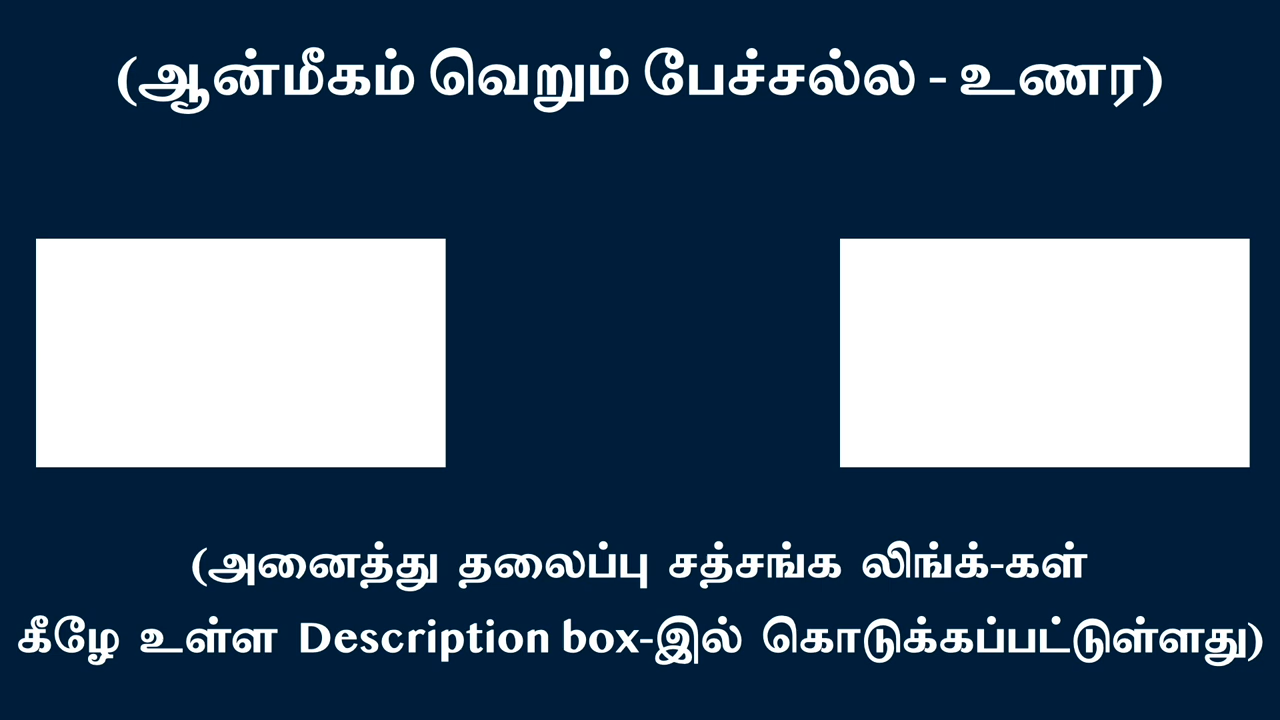 (ஆன்மீகம் வெறும் பேச்சல்ல - உணர)
(அனைத்து தலைப்பு சத்சங்க லிங்க்-கள்
கீழே உள்ள Description box-இல் கொடுக்கப்பட்டுள்ளது)